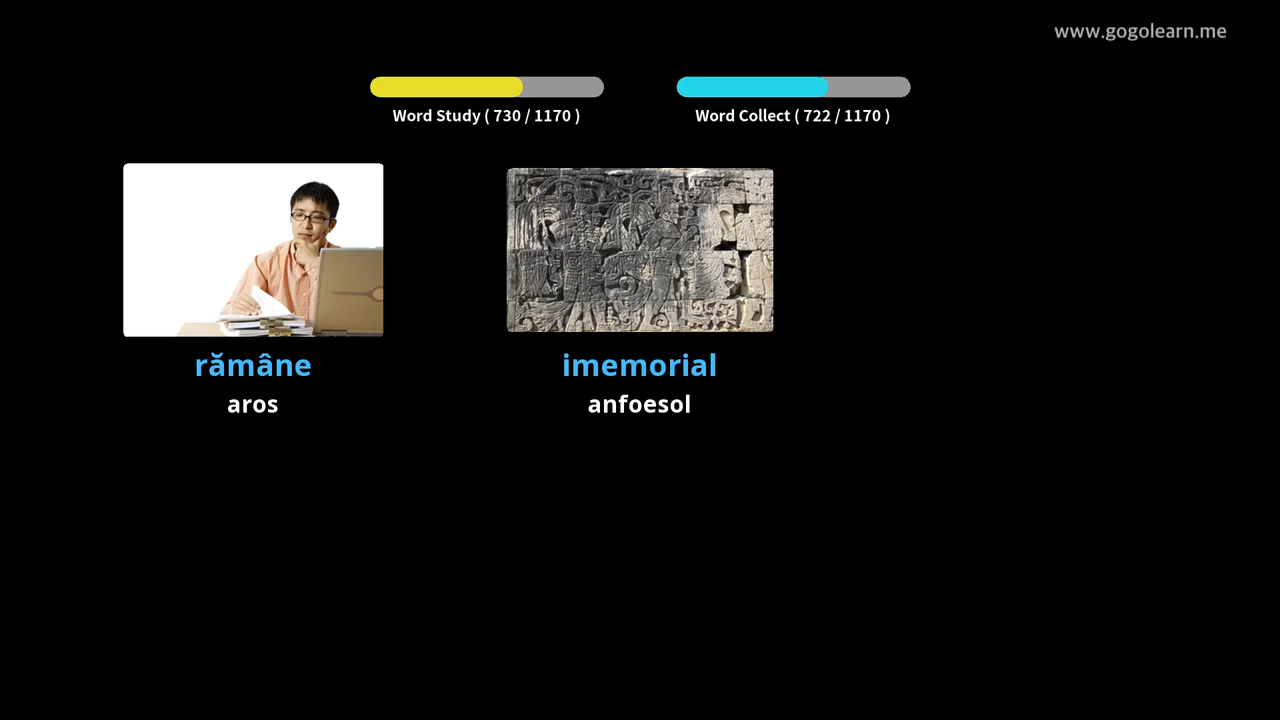 www.gogolearn.me
Word Study ( 730 / 1170 )
Word Collect ( 722 / 1170 )
rămâne
aros
imemorial
anfoesol